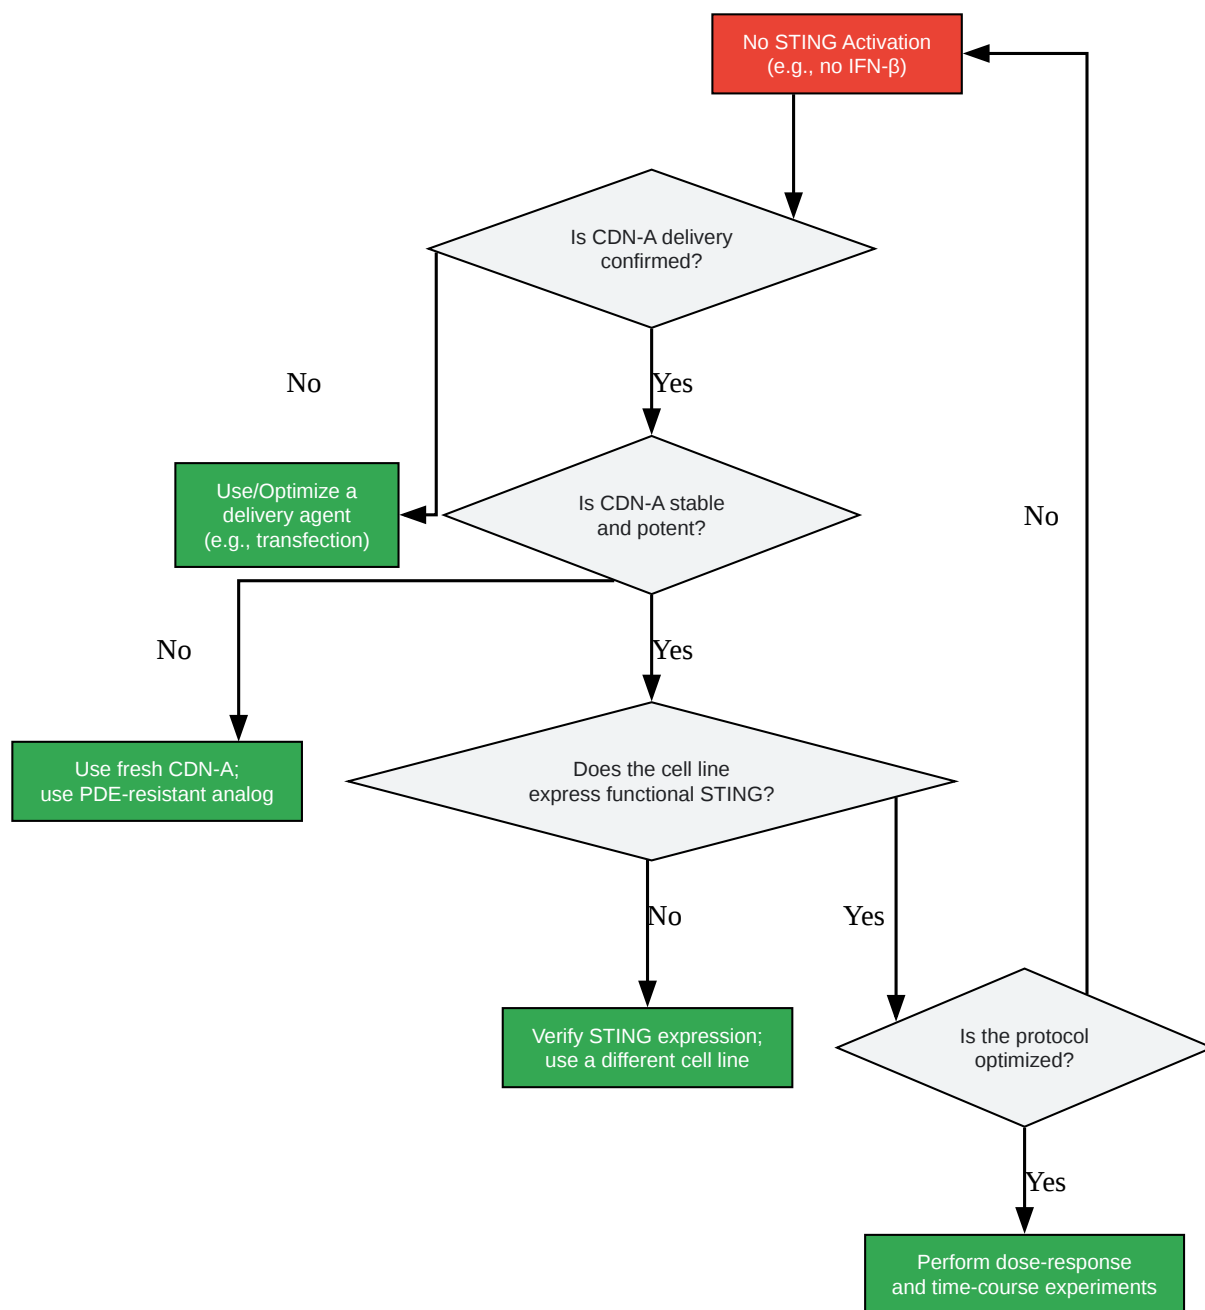 No STING Activation
(e.g., no IFN-β)
Is CDN-A delivery
confirmed?
No
Yes
Use/Optimize a
delivery agent
(e.g., transfection)
Is CDN-A stable
and potent?
No
No
Yes
Use fresh CDN-A;
use PDE-resistant analog
Does the cell line
express functional STING?
No
Yes
Verify STING expression;
use a different cell line
Is the protocol
optimized?
Yes
Perform dose-response
and time-course experiments